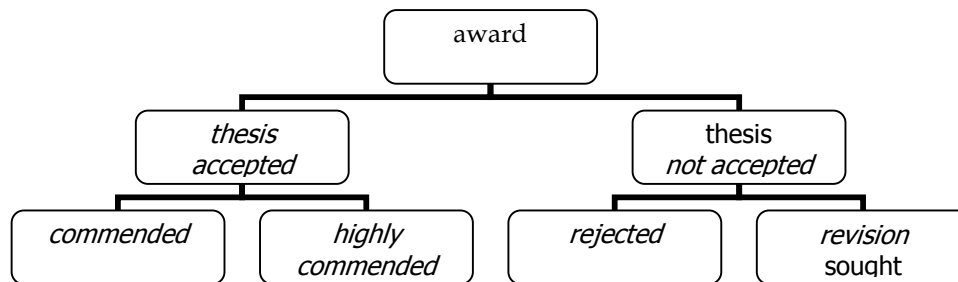 award
thesis
accepted
thesis
not accepted
commended
highly
commended
rejected
revision
sought